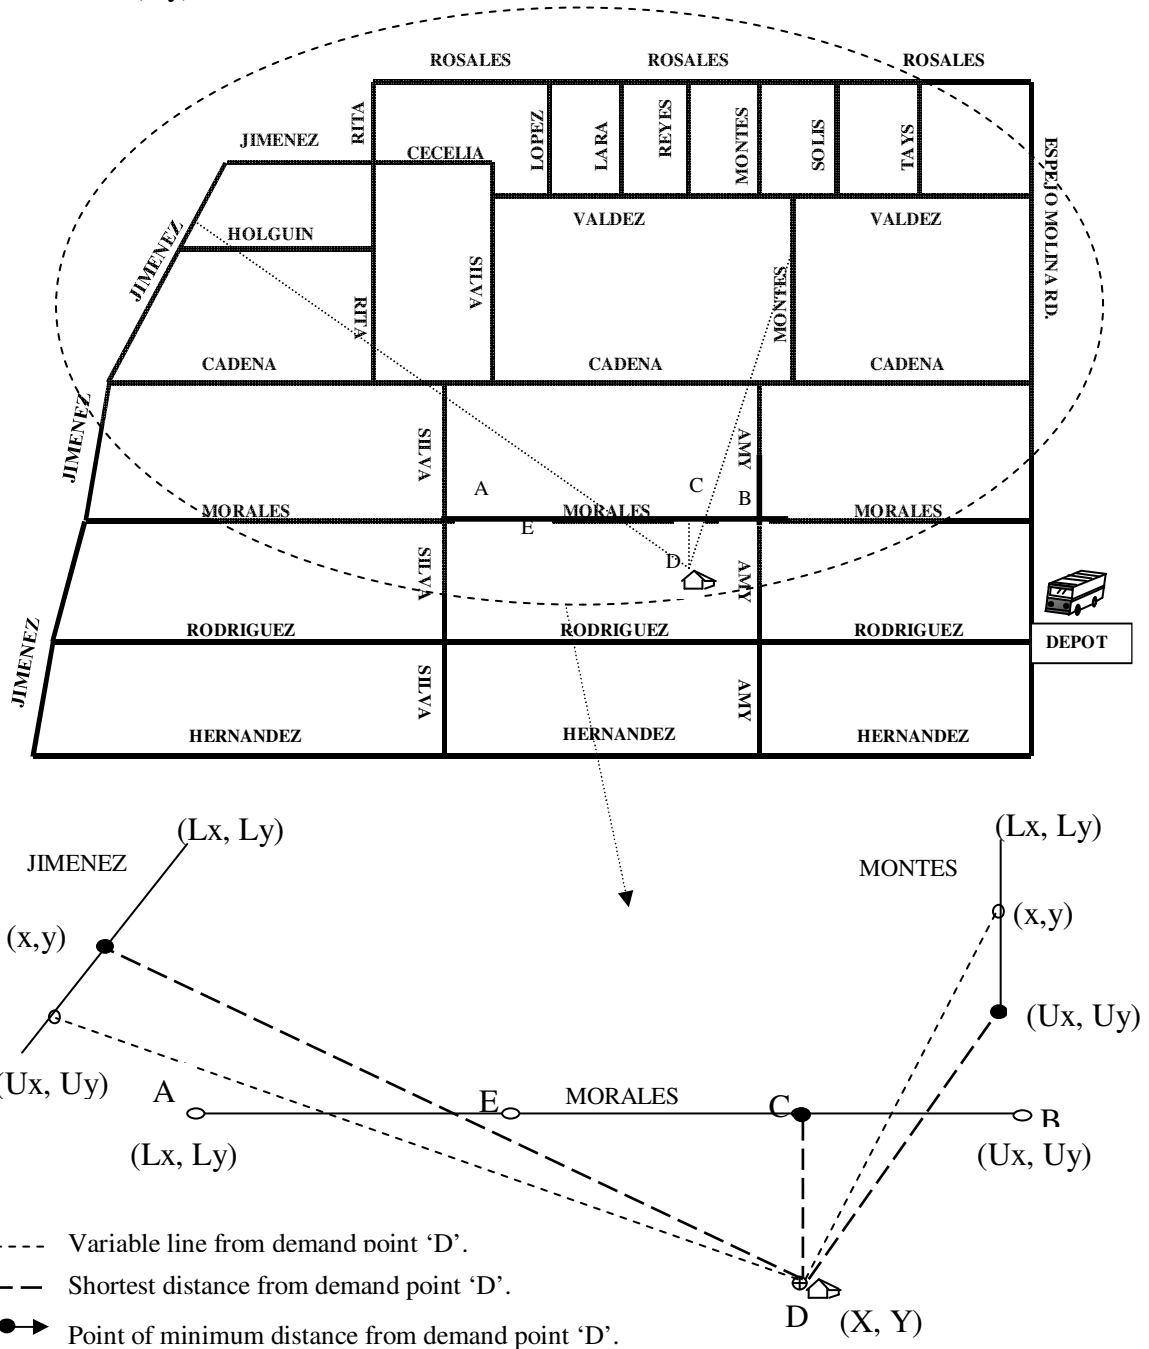 ROSALES ROSALES ROSALES
RITA
JIMENEZ
CECELIA
LOPEZ
LARA
REYES
MONTES
SOLIS
TAYS
ESPEJO MOLINA RD.
VALDEZ VALDEZ
HOLGUIN
JIMENEZ
SILVA
MONTES
RITA
CADENA CADENA CADENA
JIMENEZ
SILVA
AMY
A C B
MORALES MORALES MORALES
E
SILVA
D
AMY
RODRIGUEZ RODRIGUEZ RODRIGUEZ
DEPOT
JIMENEZ
SILVA
AMY
HERNANDEZ HERNANDEZ HERNANDEZ
(Lx, Ly) (Lx, Ly)
JIMENEZ MONTES
(x,y) (x,y)
(Ux, Uy)
(Ux, Uy)
A E MORALES C B
(Lx, Ly) (Ux, Uy)
Variable line from demand point ‘D’.
Shortest distance from demand point ‘D’.
D (X, Y)
Point of minimum distance from demand point ‘D’.